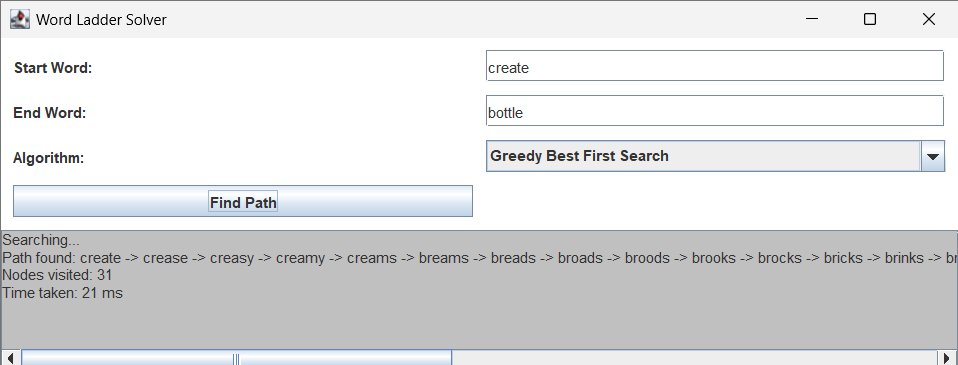 Word Ladder Solver
Start Word:
create
End Word:
bottle
Algorithm:
Greedy Best First Search
Find Path
Searching...
Path found: create -> crease -> creasy -> creamy -> creams -> breams -> breads -> broads -> broods -> brooks -> brocks -> bricks -> brinks ->
Nodes visited: 31
Time taken: 21 ms